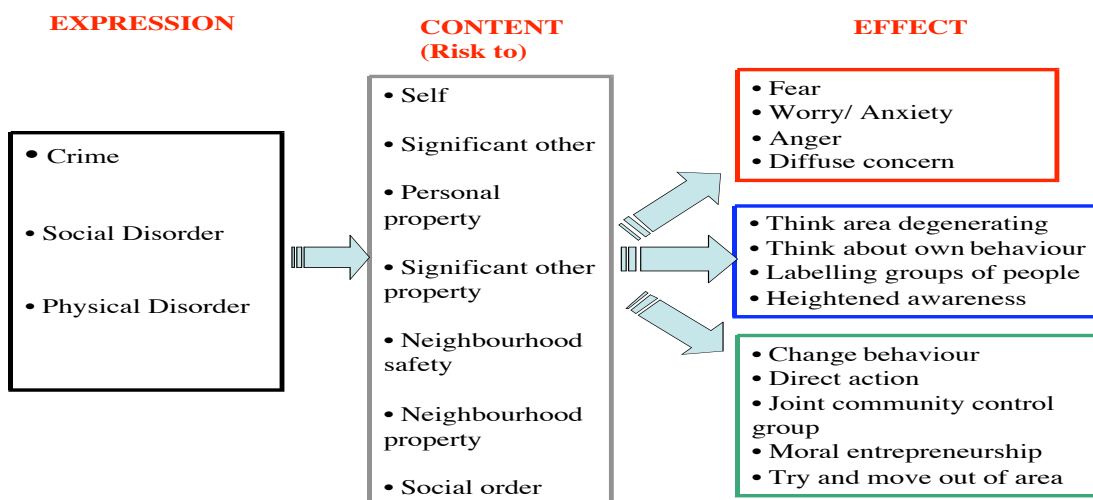 EXPRESSION
• Crime
• Social Disorder
• Physical Disorder
CONTENT
(Risk to)
• Self
• Significant other
• Personal
property
• Significant other
property
• Neighbourhood
safety
• Neighbourhood
property
• Social order
EFFECT
• Fear
• Worry/ Anxiety
• Anger
• Diffuse concern
• Think area degenerating
• Think about own behaviour
• Labelling groups of people
• Heightened awareness
• Change behaviour
• Direct action
• Joint community control
group
• Moral entrepreneurship
• Try and move out of area